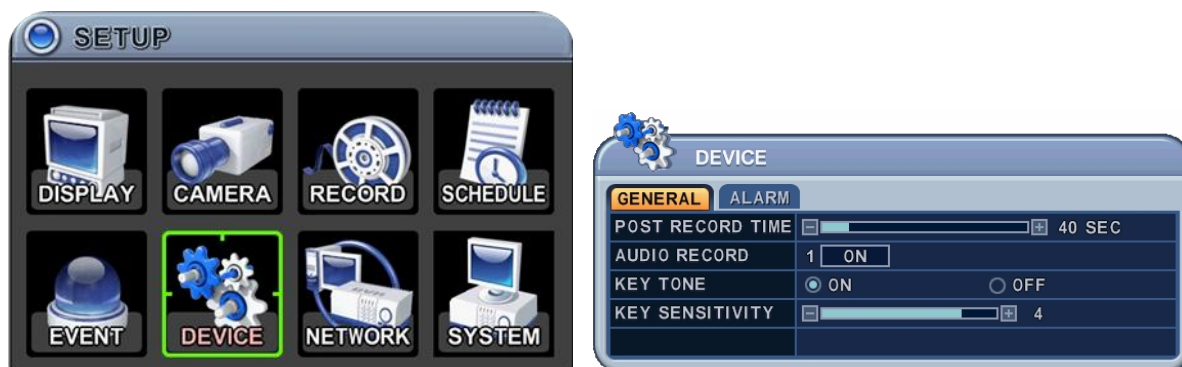 SETUP
DISPLAY CAMERA RECORD SCHEDULE
EVENT DEVICE NETWORK SYSTEM
DEVICE
GENERAL ALARM
POST RECORD TIME 40 SEC
AUDIO RECORD 1 ON
KEY TONE ON OFF
KEY SENSITIVITY 4